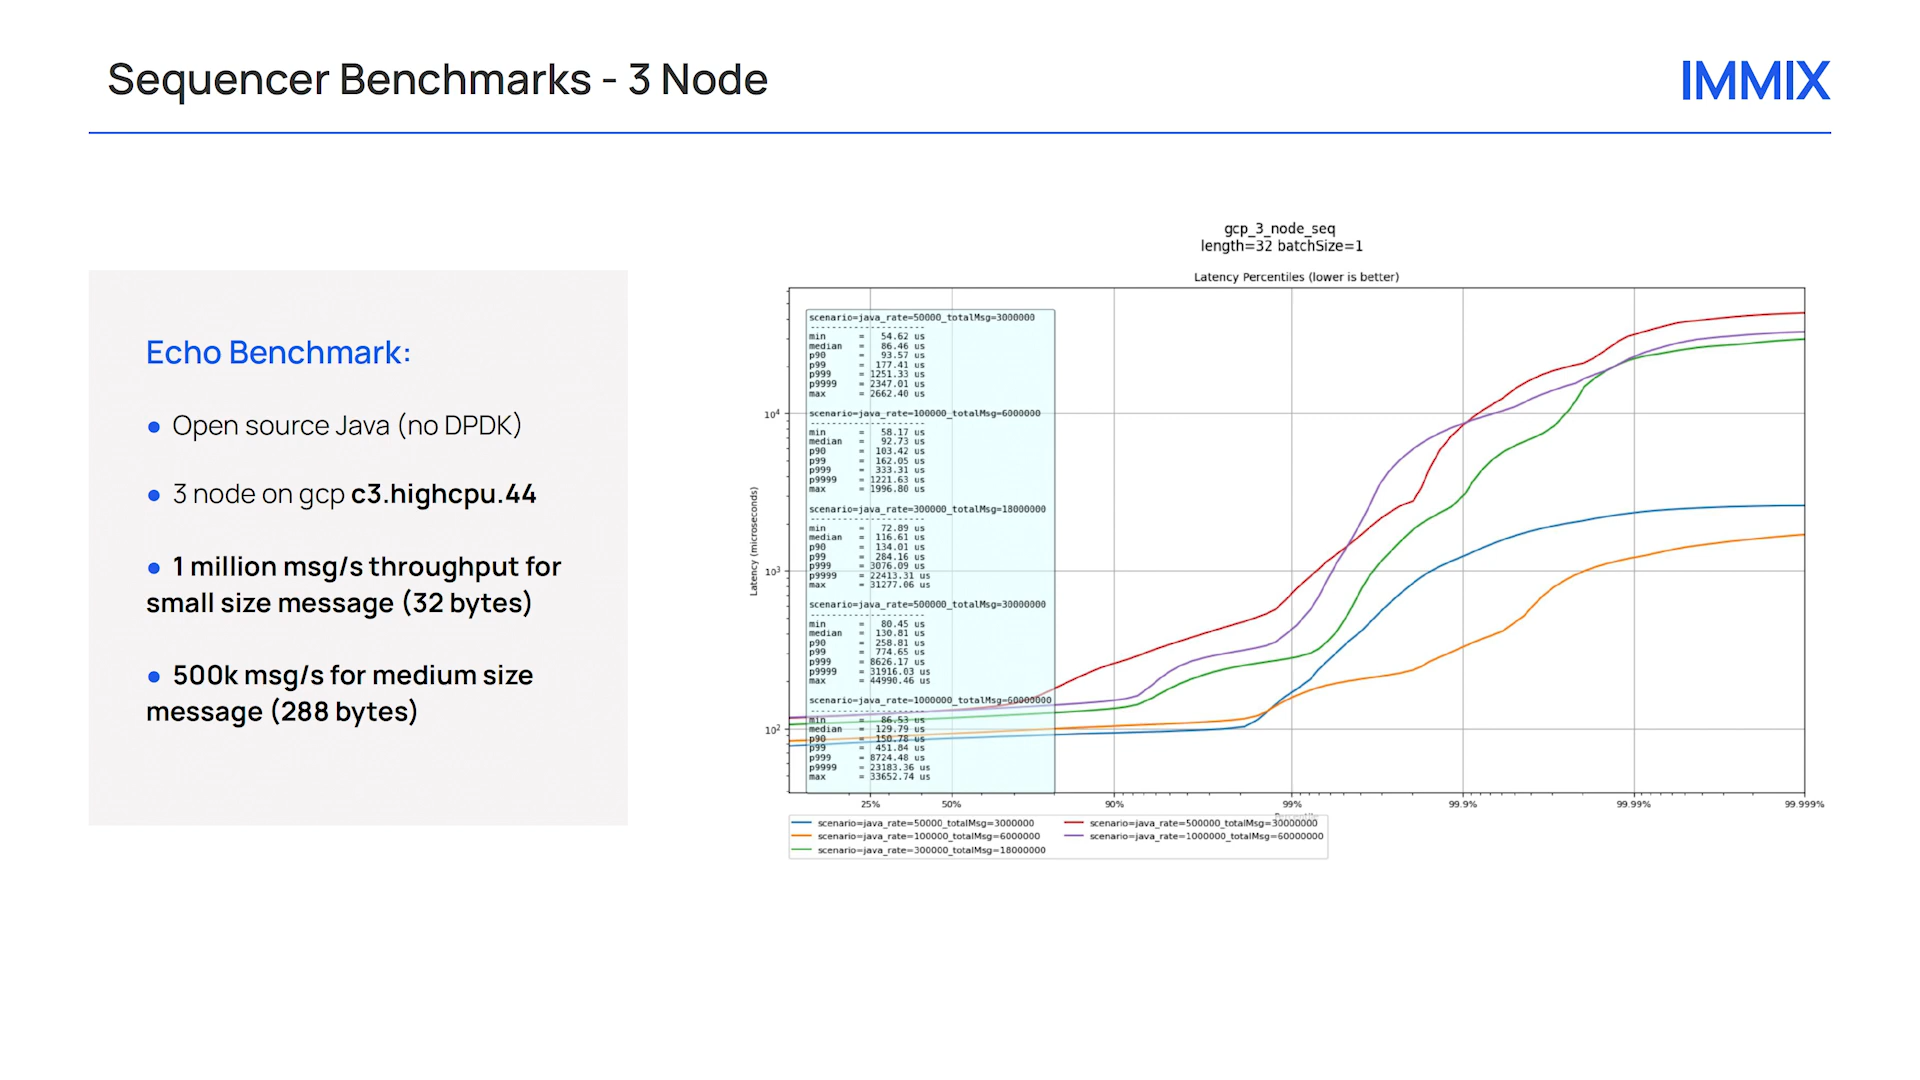 Sequencer Benchmarks - 3 Node
IMMIX
Echo Benchmark:
● Open source Java (no DPDK)
● 3 node on gcp c3.highcpu.44
● 1 million msg/s throughput for
small size message (32 bytes)
● 500k msg/s for medium size
message (288 bytes)
gcp_3_node_seq
length=32 batchSize=1
Latency Percentiles (lower is better)
Latency (microseconds)
10⁴
10³
10²
scenario=java_rate=50000_totalMsg=3000000
---------------------
min = 54.62 us
median = 86.46 us
p90 = 93.57 us
p99 = 177.41 us
p999 = 1251.33 us
p9999 = 2347.01 us
max = 2662.40 us
scenario=java_rate=100000_totalMsg=6000000
---------------------
min = 58.17 us
median = 92.73 us
p90 = 103.42 us
p99 = 162.05 us
p999 = 333.31 us
p9999 = 1221.63 us
max = 1996.80 us
scenario=java_rate=300000_totalMsg=18000000
---------------------
min = 72.89 us
median = 116.61 us
p90 = 134.01 us
p99 = 284.16 us
p999 = 3076.09 us
p9999 = 22413.31 us
max = 31277.06 us
scenario=java_rate=500000_totalMsg=30000000
---------------------
min = 80.45 us
median = 130.81 us
p90 = 258.81 us
p99 = 774.65 us
p999 = 8626.17 us
p9999 = 31916.03 us
max = 44990.46 us
scenario=java_rate=1000000_totalMsg=60000000
---------------------
min = 86.53 us
median = 129.79 us
p90 = 150.78 us
p99 = 451.84 us
p999 = 8724.48 us
p9999 = 23183.36 us
max = 33652.74 us
25% 50% 90% 99% 99.9% 99.99% 99.999%
scenario=java_rate=50000_totalMsg=3000000
scenario=java_rate=100000_totalMsg=6000000
scenario=java_rate=300000_totalMsg=18000000
scenario=java_rate=500000_totalMsg=30000000
scenario=java_rate=1000000_totalMsg=60000000